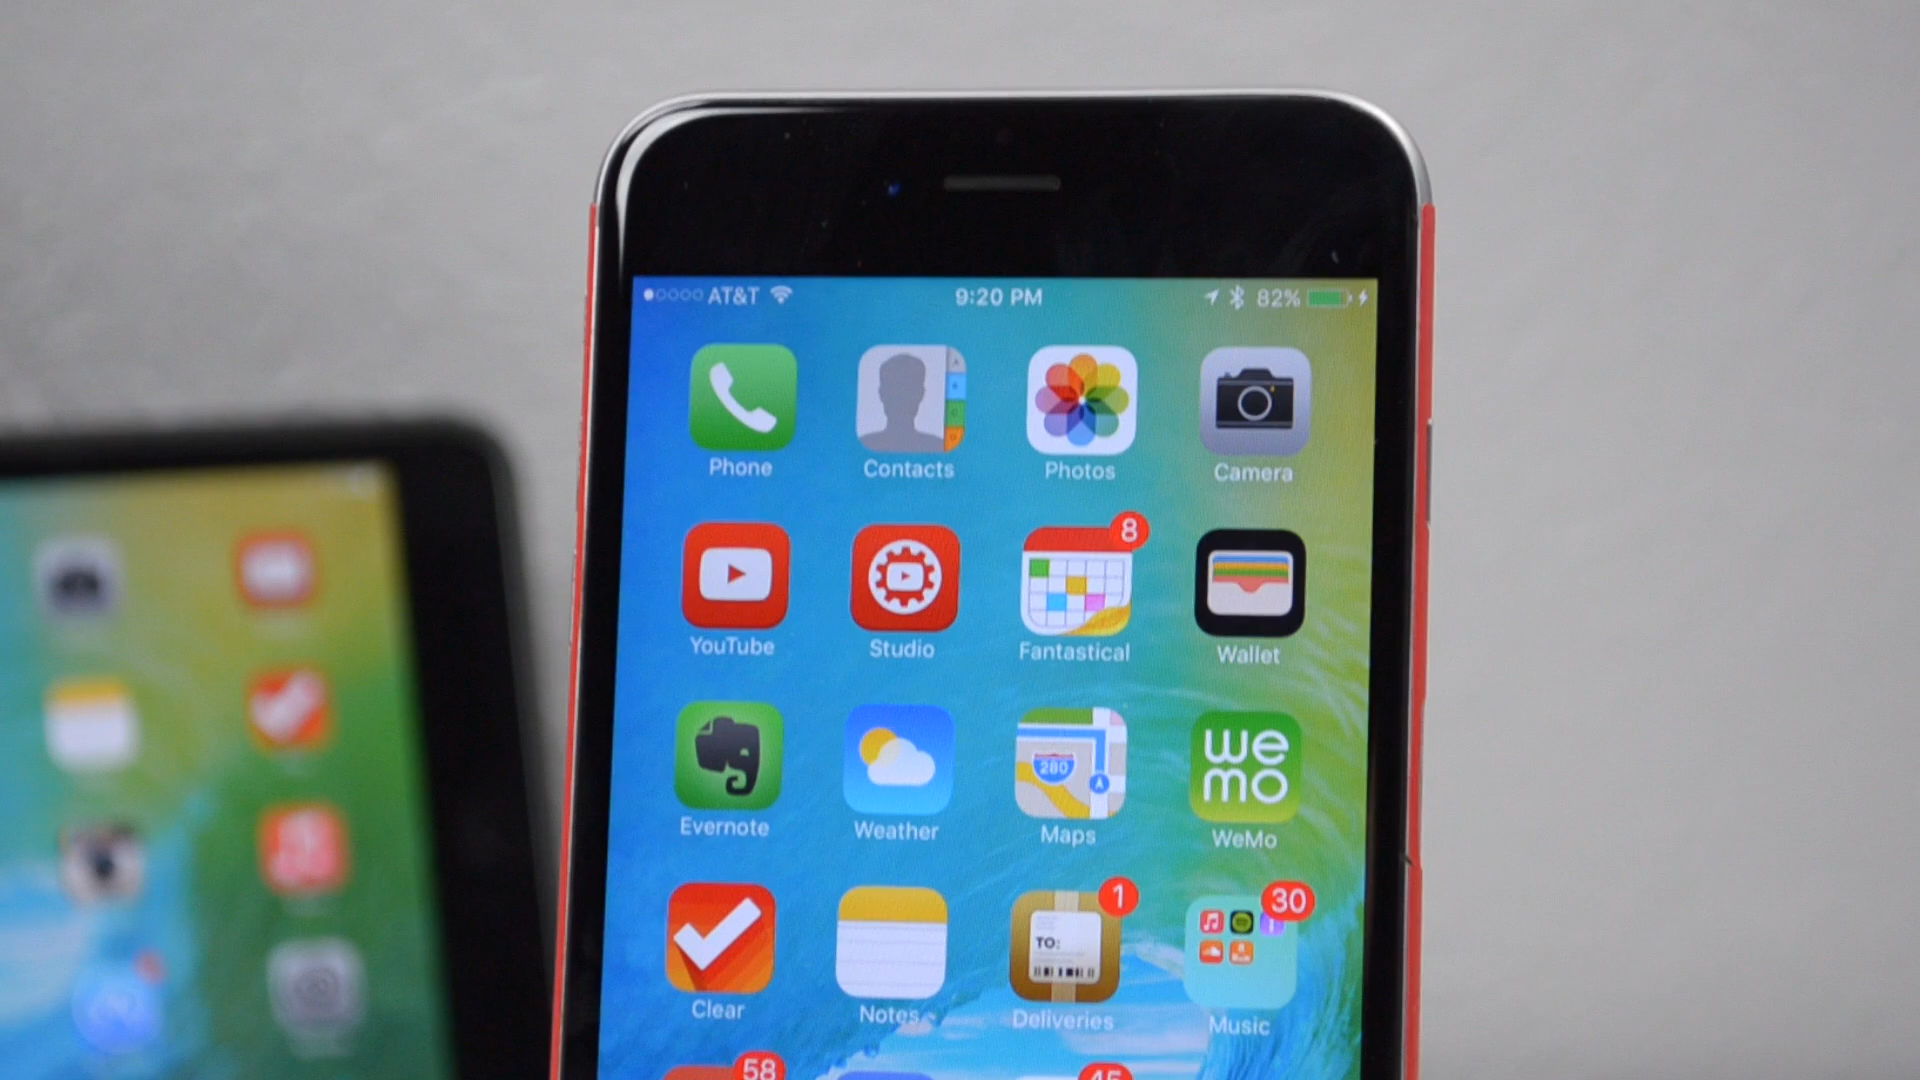 AT&T 9:20 PM 82%
Phone Contacts Photos Camera
8
YouTube Studio Fantastical Wallet
280 we mo
Evernote Weather Maps WeMo
1 30
TO:
Clear Notes Deliveries Music
58 45